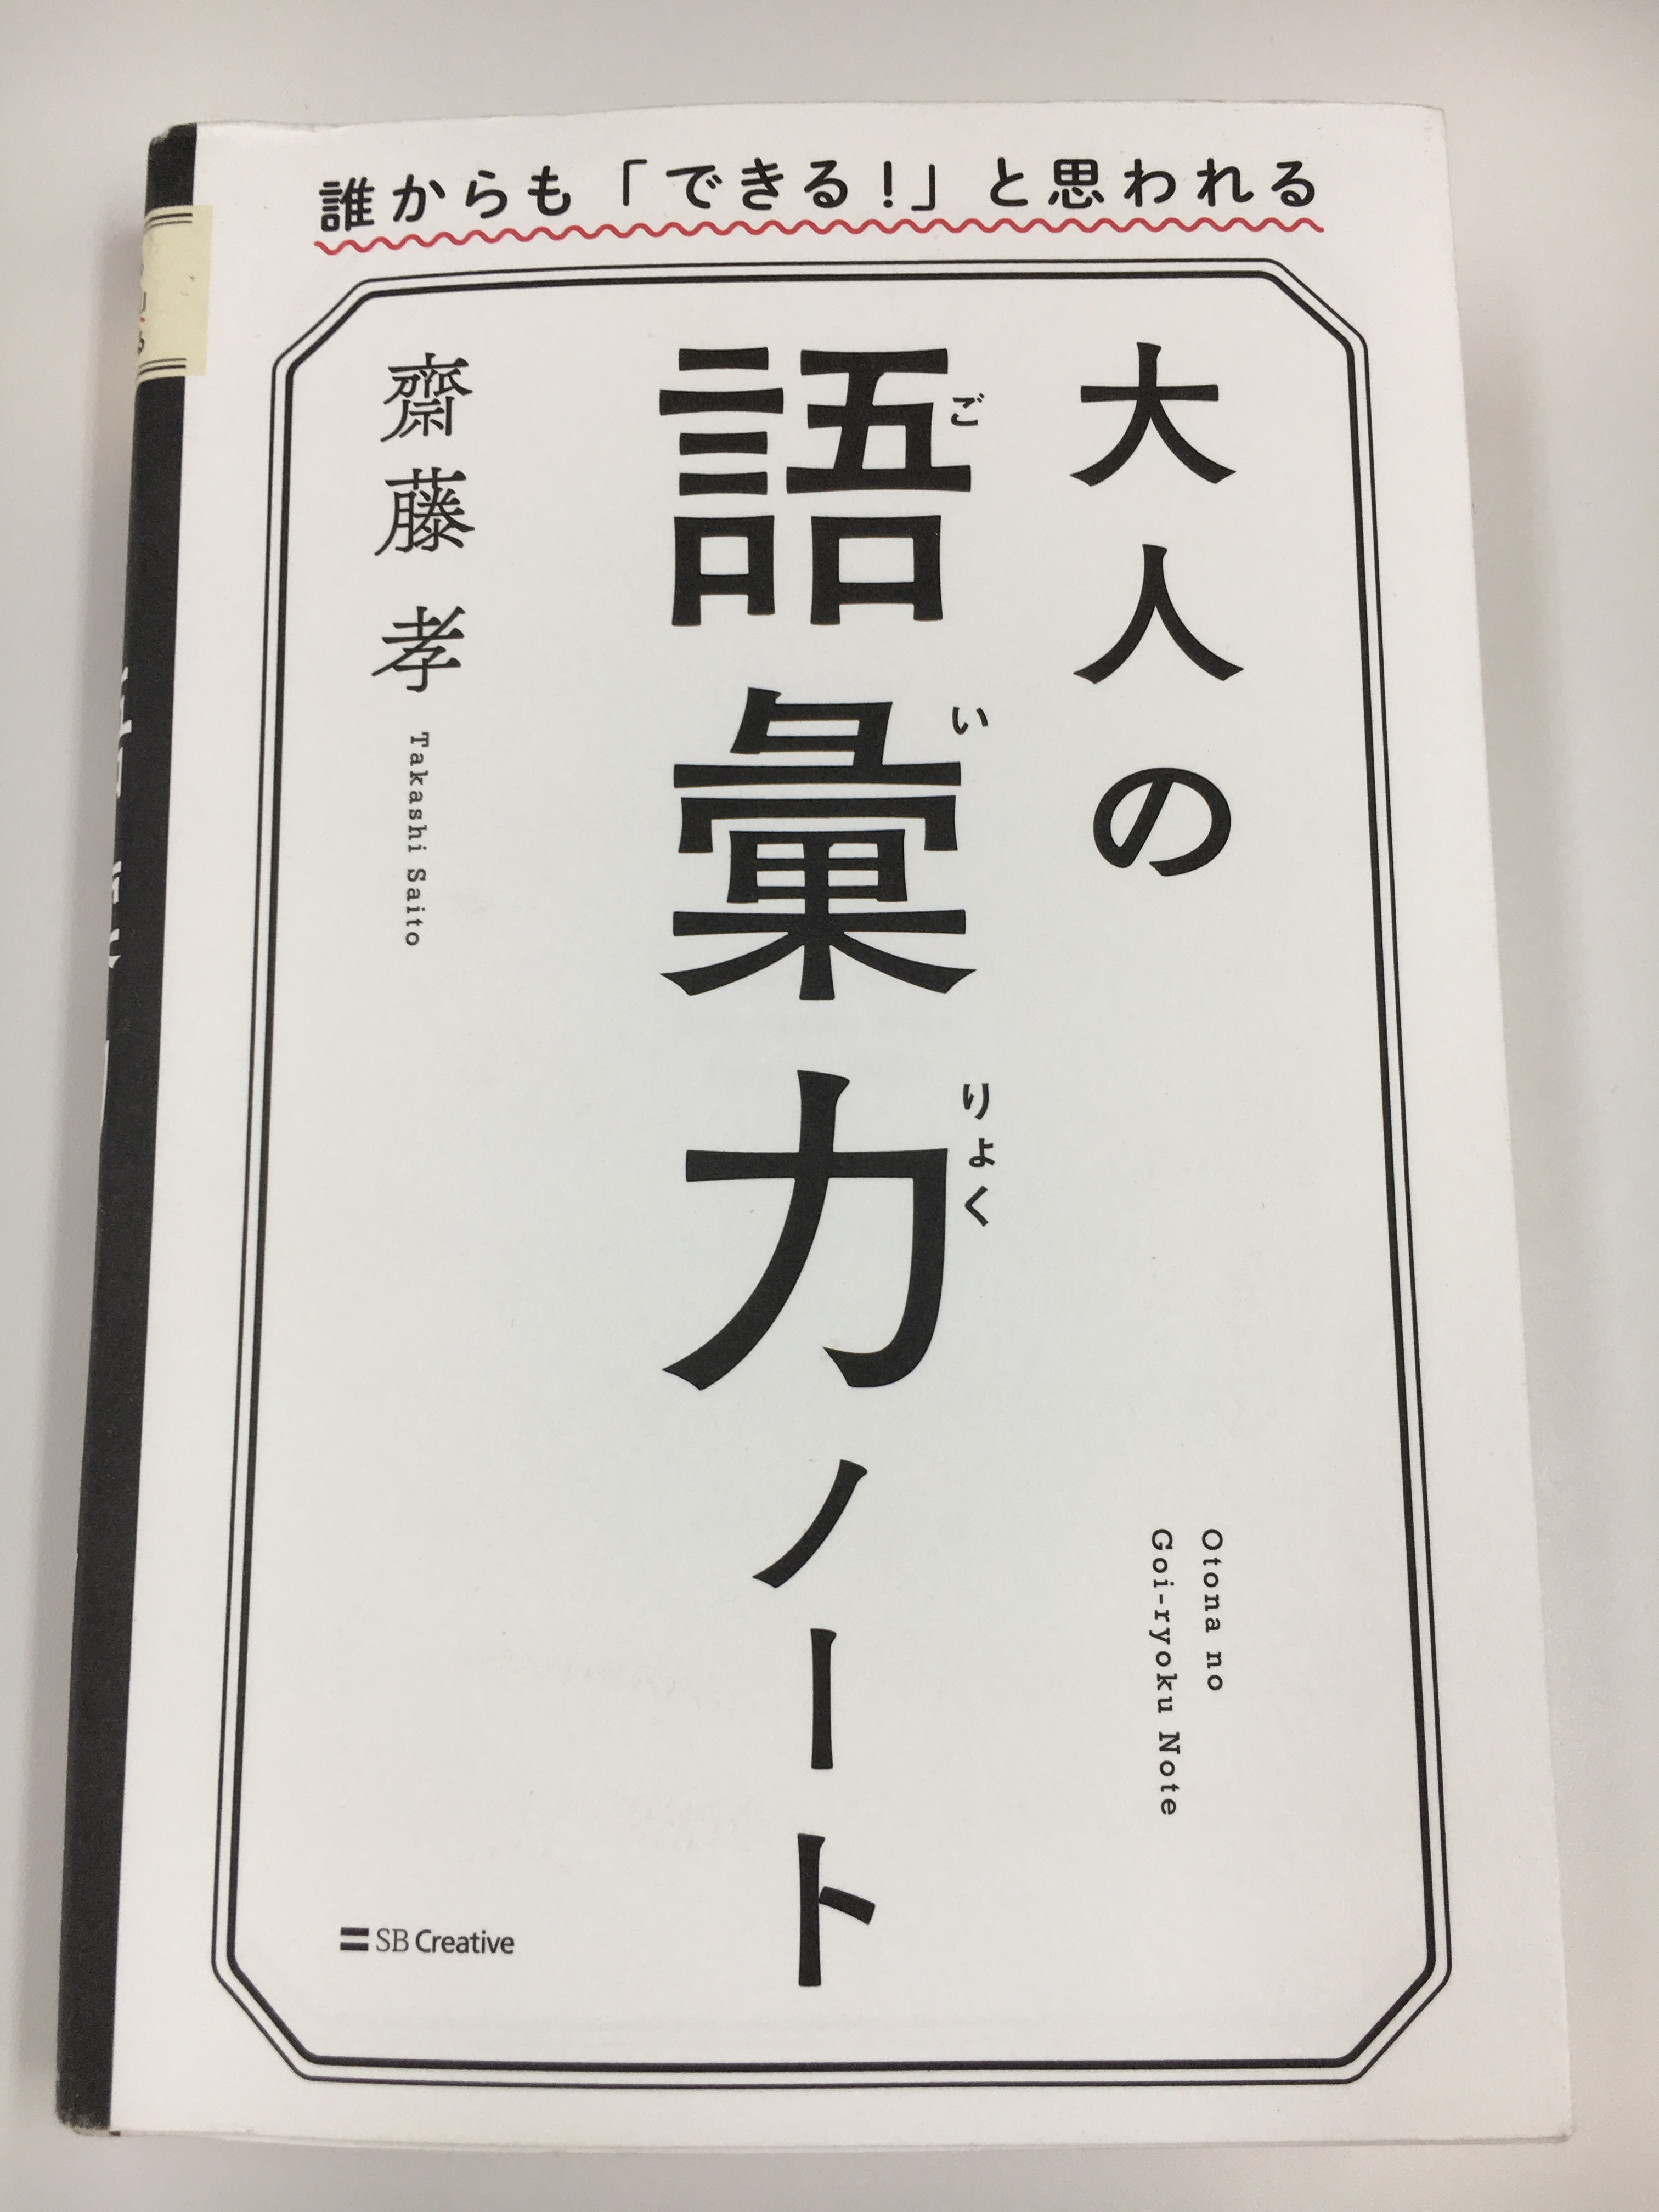 誰からも「できる！」と思われる
大人の
語彙力ノート
ご
い
りょく
齋藤 孝
Takashi Saito
Otona no
Goi-ryoku Note
SB Creative